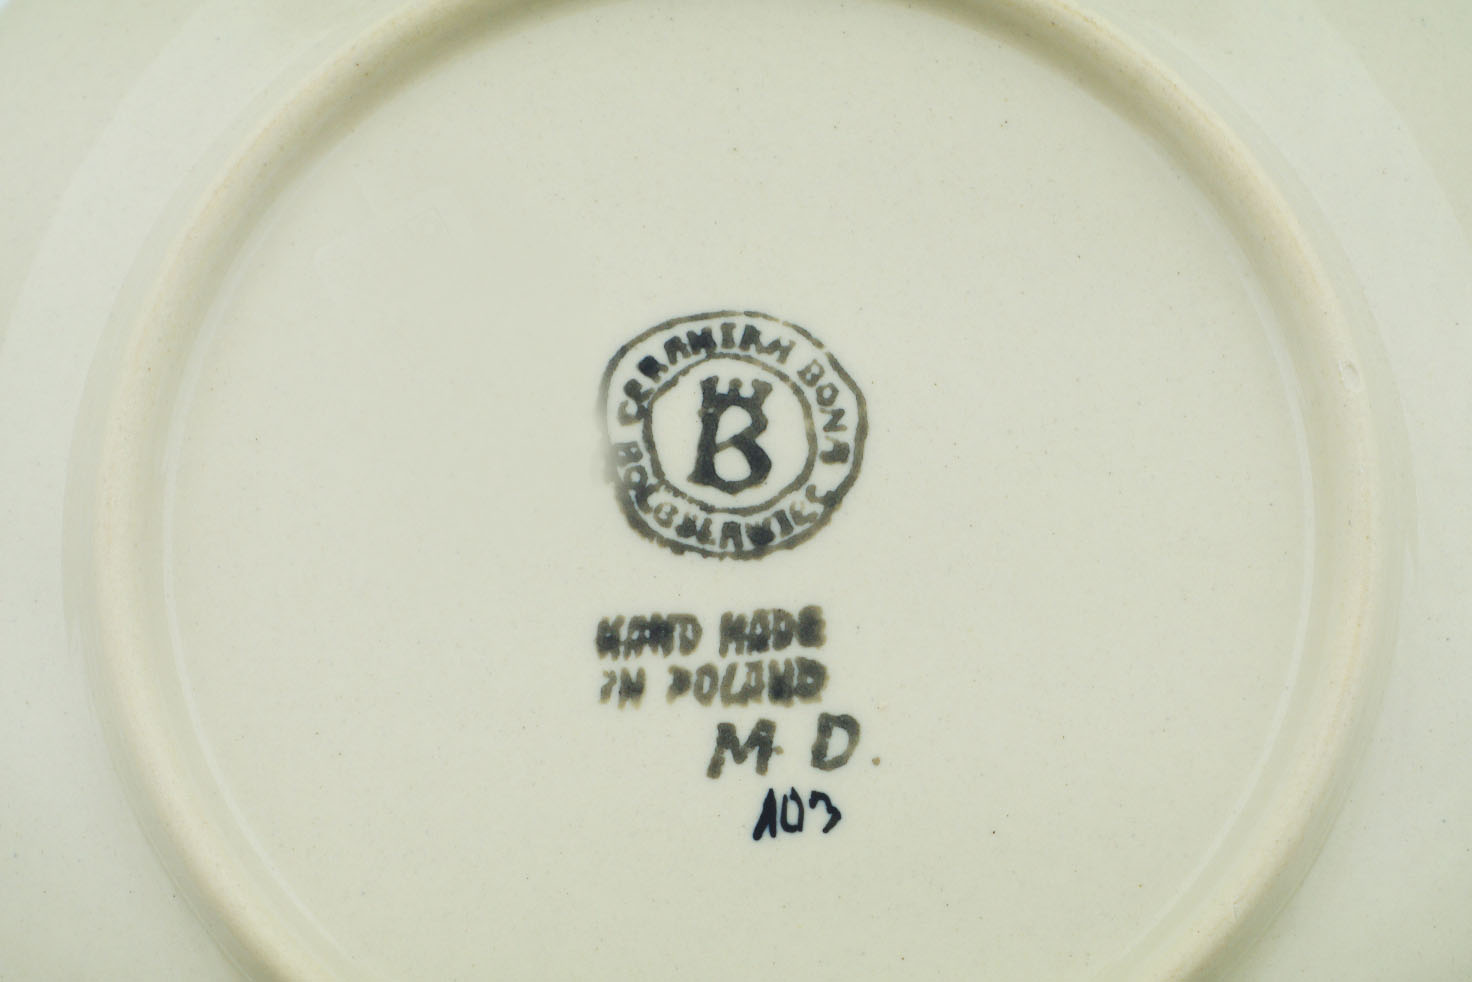 CERAMIKA BONA
BOLESŁAWIEC
B
HAND MADE
IN POLAND
M. D.
103